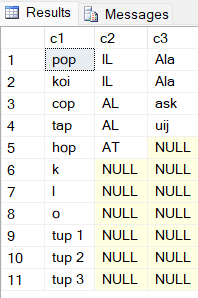 Results Messages
c1 c2 c3
1 pop IL Ala
2 koi IL Ala
3 cop AL ask
4 tap AL uij
5 hop AT NULL
6 k NULL NULL
7 l NULL NULL
8 o NULL NULL
9 tup 1 NULL NULL
10 tup 2 NULL NULL
11 tup 3 NULL NULL